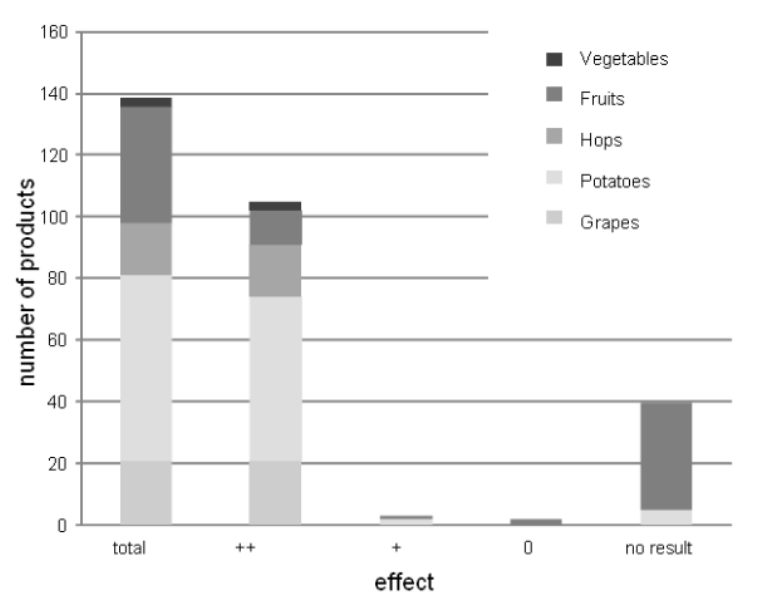 160
140
120
100
80
60
40
20
0
number of products
total
++
+
0
no result
effect
Vegetables
Fruits
Hops
Potatoes
Grapes